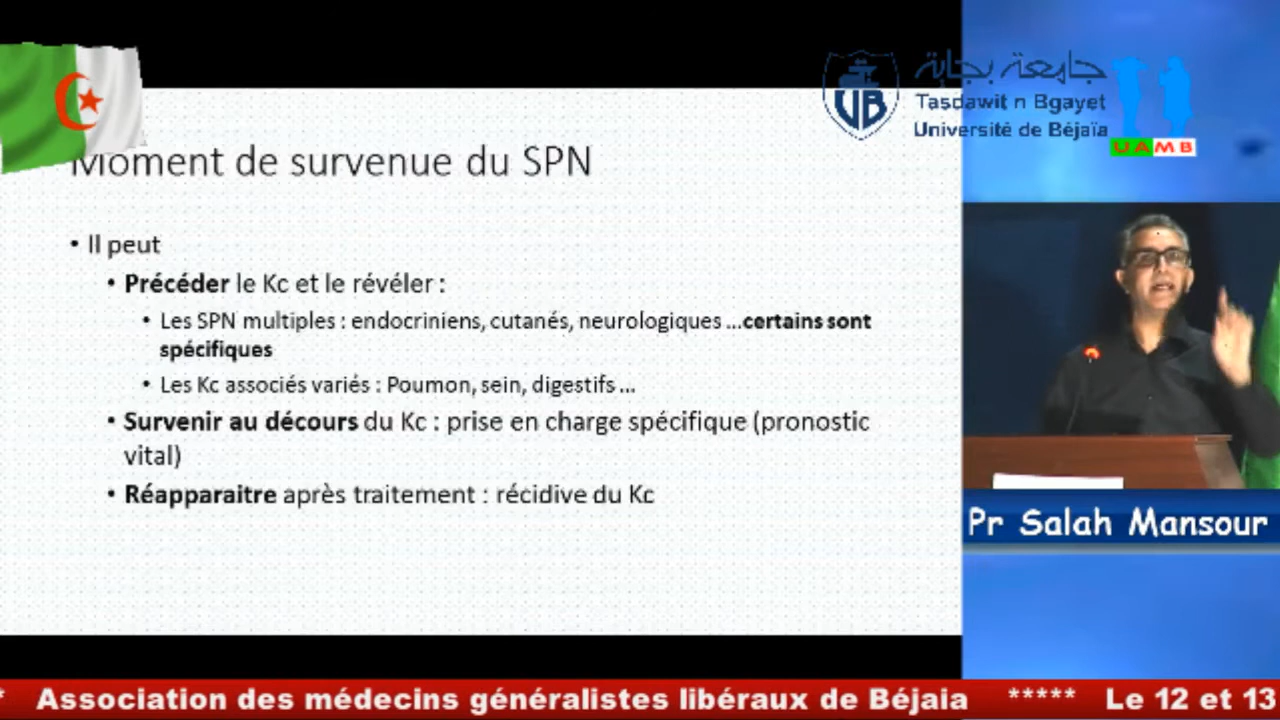 جامعة بجاية
Tasdawit n Bgayet
Université de Béjaïa
UB
UAMB
Moment de survenue du SPN
• Il peut
• Précéder le Kc et le révéler :
• Les SPN multiples : endocriniens, cutanés, neurologiques ...certains sont
spécifiques
• Les Kc associés variés : Poumon, sein, digestifs ...
• Survenir au décours du Kc : prise en charge spécifique (pronostic
vital)
• Réapparaitre après traitement : récidive du Kc
Pr Salah Mansour
* Association des médecins généralistes libéraux de Béjaia ***** Le 12 et 13